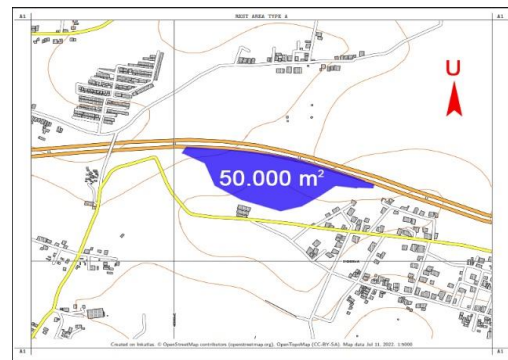 A1 REST AREA TYPE A A1
U
50.000 m²
Created on Inkatlas. © OpenStreetMap contributors (openstreetmap.org), OpenTopoMap (CC-BY-SA). Map data Jul 11, 2022. 1:5000
A1 A1